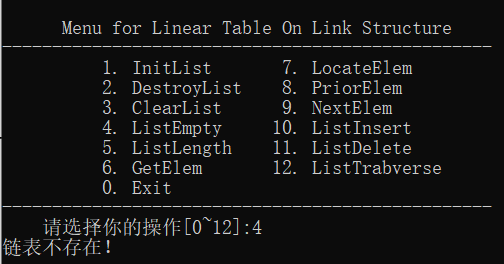 Menu for Linear Table On Link Structure
-------------------------------------------------
1. InitList 7. LocateElem
2. DestroyList 8. PriorElem
3. ClearList 9. NextElem
4. ListEmpty 10. ListInsert
5. ListLength 11. ListDelete
6. GetElem 12. ListTrabverse
0. Exit
-------------------------------------------------
请选择你的操作[0~12]:4
链表不存在!